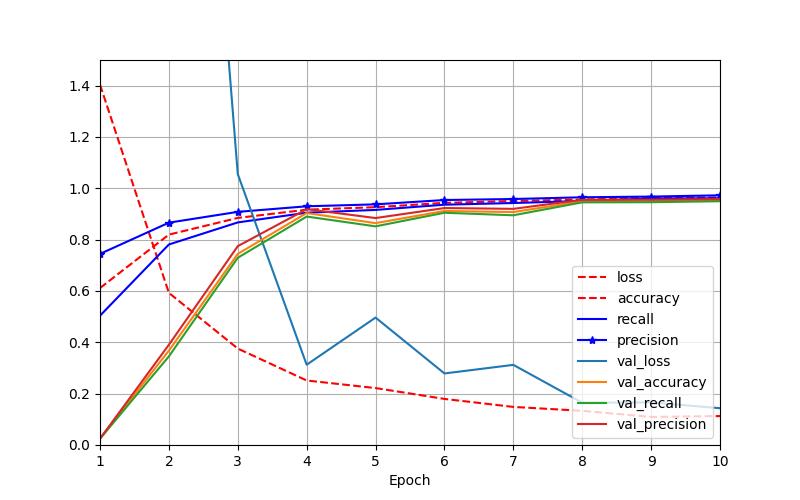 1.4
1.2
1.0
0.8
0.6
0.4
0.2
0.0
1 2 3 4 5 6 7 8 9 10
Epoch
loss
accuracy
recall
precision
val_loss
val_accuracy
val_recall
val_precision